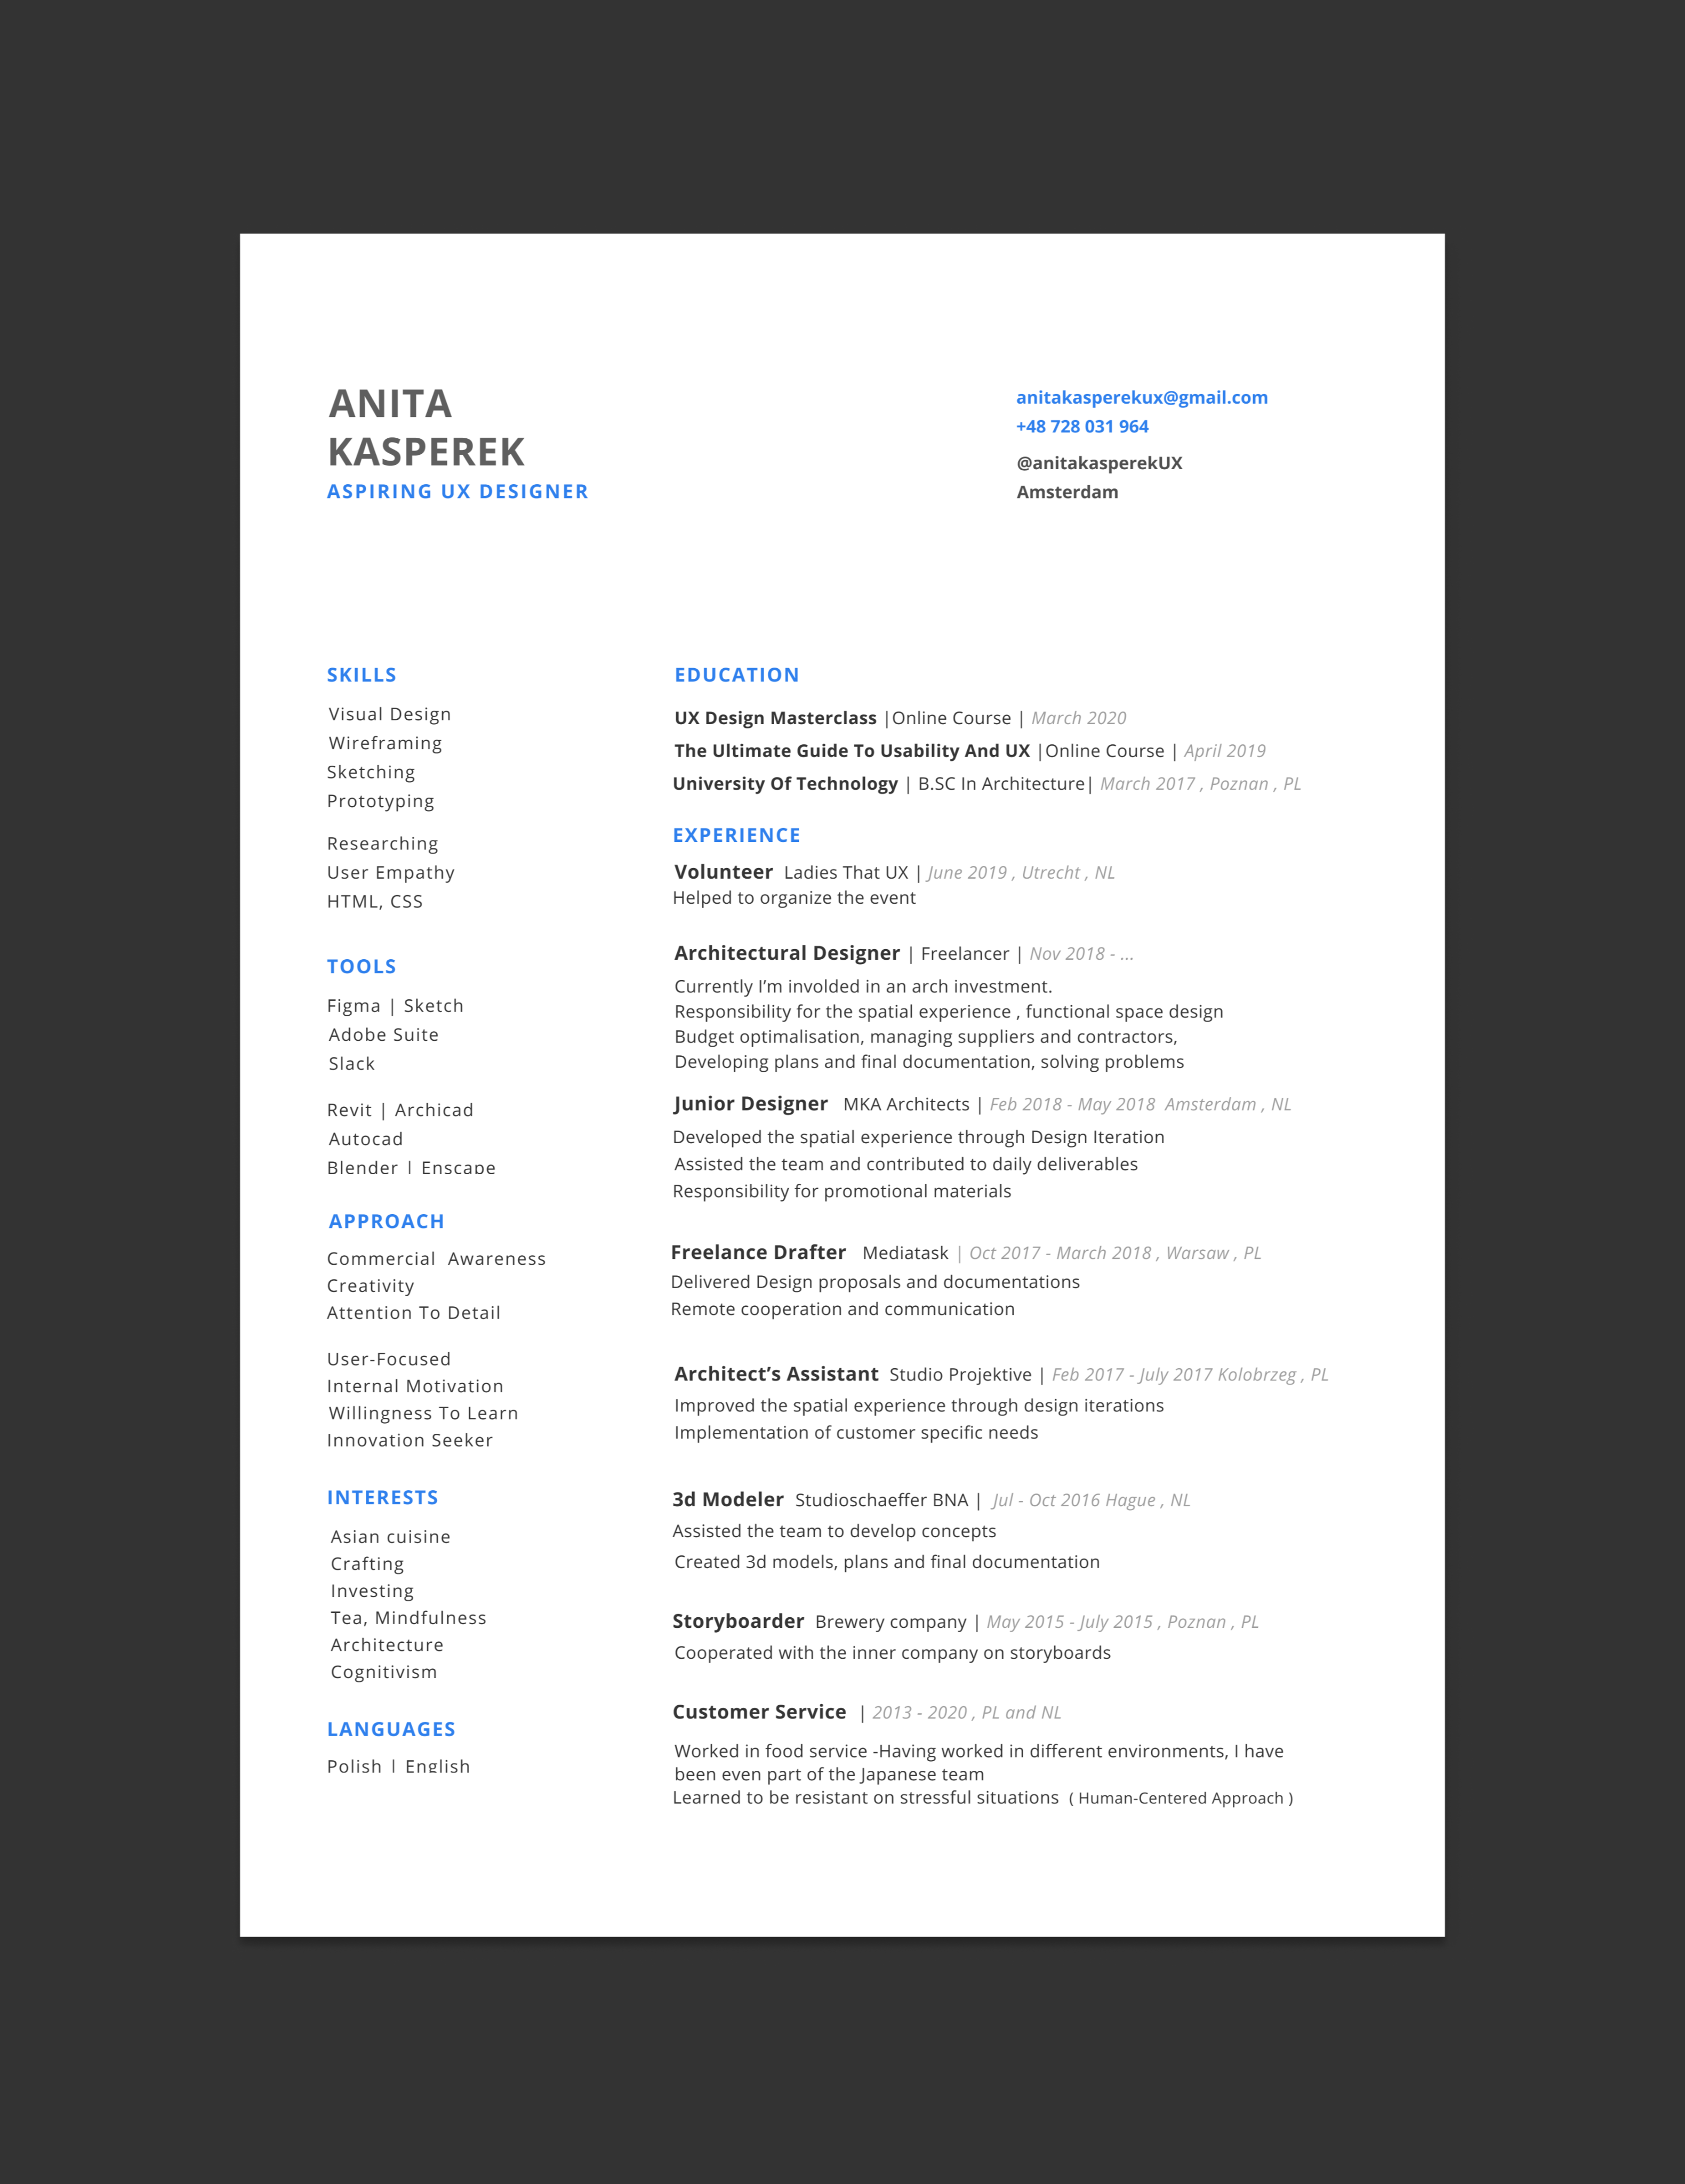 ANITA
KASPEREK
ASPIRING UX DESIGNER
anitakasperekux@gmail.com
+48 728 031 964
@anitakasperekUX
Amsterdam
SKILLS
Visual Design
Wireframing
Sketching
Prototyping
Researching
User Empathy
HTML, CSS
TOOLS
Figma | Sketch
Adobe Suite
Slack
Revit | Archicad
Autocad
Blender | Enscape
APPROACH
Commercial Awareness
Creativity
Attention To Detail
User-Focused
Internal Motivation
Willingness To Learn
Innovation Seeker
INTERESTS
Asian cuisine
Crafting
Investing
Tea, Mindfulness
Architecture
Cognitivism
LANGUAGES
Polish | English
EDUCATION
UX Design Masterclass |Online Course | March 2020
The Ultimate Guide To Usability And UX |Online Course | April 2019
University Of Technology | B.SC In Architecture| March 2017 , Poznan , PL
EXPERIENCE
Volunteer Ladies That UX | June 2019 , Utrecht , NL
Helped to organize the event
Architectural Designer | Freelancer | Nov 2018 - ...
Currently I’m involded in an arch investment.
Responsibility for the spatial experience , functional space design
Budget optimalisation, managing suppliers and contractors,
Developing plans and final documentation, solving problems
Junior Designer MKA Architects | Feb 2018 - May 2018 Amsterdam , NL
Developed the spatial experience through Design Iteration
Assisted the team and contributed to daily deliverables
Responsibility for promotional materials
Freelance Drafter Mediatask | Oct 2017 - March 2018 , Warsaw , PL
Delivered Design proposals and documentations
Remote cooperation and communication
Architect’s Assistant Studio Projektive | Feb 2017 - July 2017 Kolobrzeg , PL
Improved the spatial experience through design iterations
Implementation of customer specific needs
3d Modeler Studioschaeffer BNA | Jul - Oct 2016 Hague , NL
Assisted the team to develop concepts
Created 3d models, plans and final documentation
Storyboarder Brewery company | May 2015 - July 2015 , Poznan , PL
Cooperated with the inner company on storyboards
Customer Service | 2013 - 2020 , PL and NL
Worked in food service -Having worked in different environments, I have
been even part of the Japanese team
Learned to be resistant on stressful situations ( Human-Centered Approach )